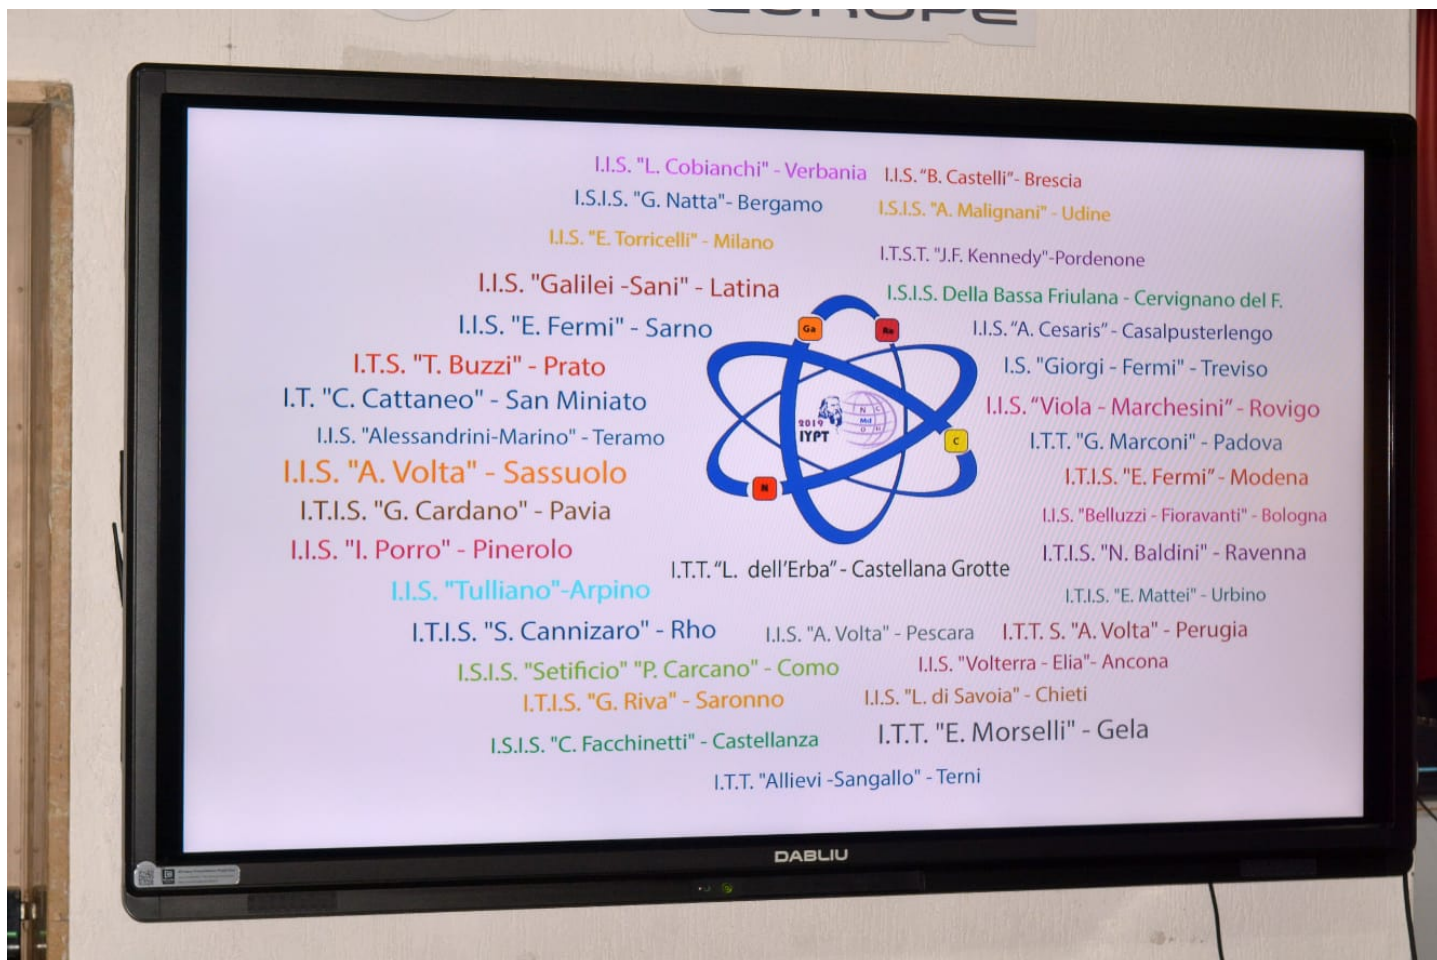 EUROPE
I.I.S. "L. Cobianchi" - Verbania
I.I.S. "B. Castelli"- Brescia
I.S.I.S. "G. Natta"- Bergamo
I.S.I.S. "A. Malignani" - Udine
I.I.S. "E. Torricelli" - Milano
I.T.S.T. "J.F. Kennedy"-Pordenone
I.I.S. "Galilei -Sani" - Latina
I.S.I.S. Della Bassa Friulana - Cervignano del F.
I.I.S. "E. Fermi" - Sarno
Ga
I.I.S. "A. Cesaris" - Casalpusterlengo
I.T.S. "T. Buzzi" - Prato
I.S. "Giorgi - Fermi" - Treviso
I.T. "C. Cattaneo" - San Miniato
I.I.S. "Viola - Marchesini" - Rovigo
2019
IYPT
N C
Md
I.I.S. "Alessandrini-Marino" - Teramo
C
I.T.T. "G. Marconi" - Padova
I.I.S. "A. Volta" - Sassuolo
N
I.T.I.S. "E. Fermi" - Modena
I.T.I.S. "G. Cardano" - Pavia
I.I.S. "Belluzzi - Fioravanti" - Bologna
I.I.S. "I. Porro" - Pinerolo
I.T.I.S. "N. Baldini" - Ravenna
I.T.T. "L. dell'Erba" - Castellana Grotte
I.I.S. "Tulliano"-Arpino
I.T.I.S. "E. Mattei" - Urbino
I.T.I.S. "S. Cannizaro" - Rho
I.I.S. "A. Volta" - Pescara
I.T.T. S. "A. Volta" - Perugia
I.S.I.S. "Setificio" "P. Carcano" - Como
I.I.S. "Volterra - Elia"- Ancona
I.T.I.S. "G. Riva" - Saronno
I.I.S. "L. di Savoia" - Chieti
I.S.I.S. "C. Facchinetti" - Castellanza
I.T.T. "E. Morselli" - Gela
I.T.T. "Allievi -Sangallo" - Terni
DABLIU